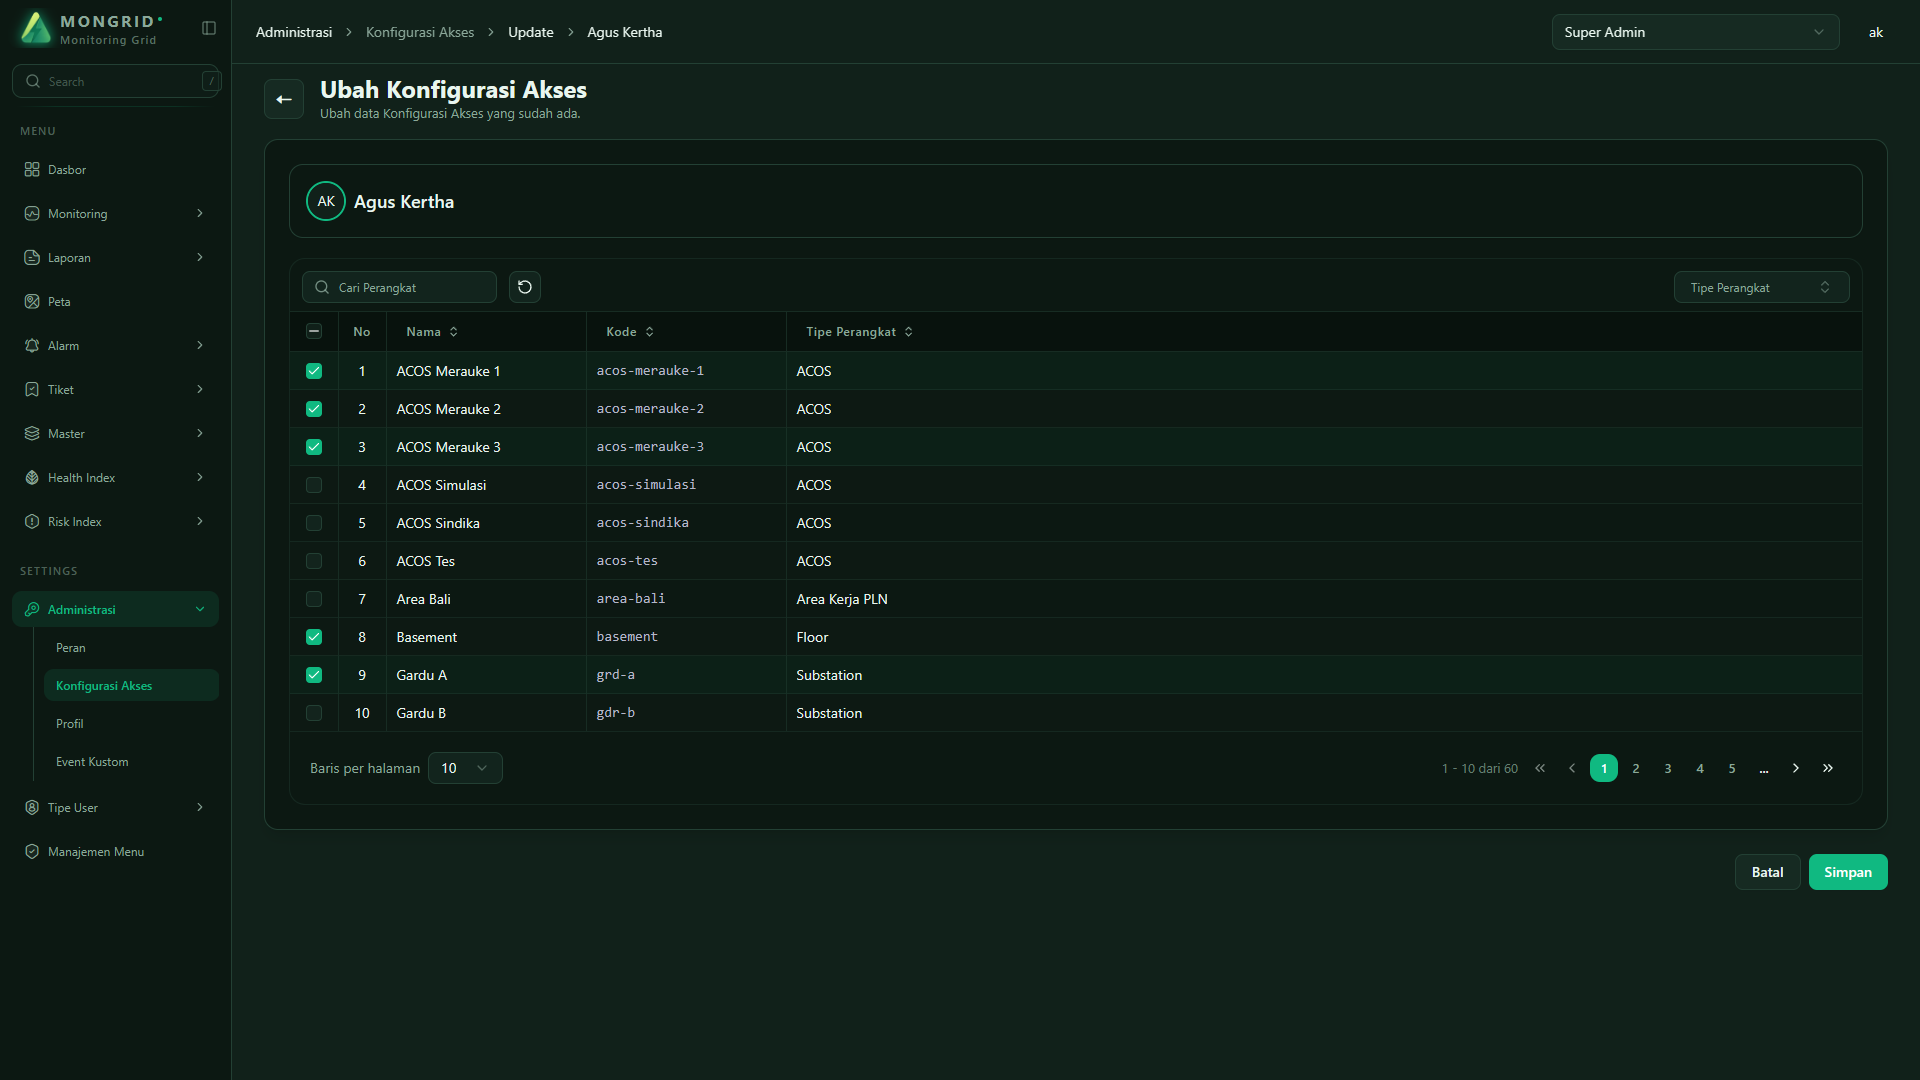 MONGRID
Monitoring Grid
Search /
MENU
Dasbor
Monitoring
Laporan
Peta
Alarm
Tiket
Master
Health Index
Risk Index
SETTINGS
Administrasi
Peran
Konfigurasi Akses
Profil
Event Kustom
Tipe User
Manajemen Menu
Administrasi > Konfigurasi Akses > Update > Agus Kertha
Super Admin
ak
Ubah Konfigurasi Akses
Ubah data Konfigurasi Akses yang sudah ada.
AK Agus Kertha
Cari Perangkat
Tipe Perangkat
No Nama Kode Tipe Perangkat
1 ACOS Merauke 1 acos-merauke-1 ACOS
2 ACOS Merauke 2 acos-merauke-2 ACOS
3 ACOS Merauke 3 acos-merauke-3 ACOS
4 ACOS Simulasi acos-simulasi ACOS
5 ACOS Sindika acos-sindika ACOS
6 ACOS Tes acos-tes ACOS
7 Area Bali area-bali Area Kerja PLN
8 Basement basement Floor
9 Gardu A grd-a Substation
10 Gardu B gdr-b Substation
Baris per halaman 10
1 - 10 dari 60 « < 1 2 3 4 5 ... > »
Batal
Simpan